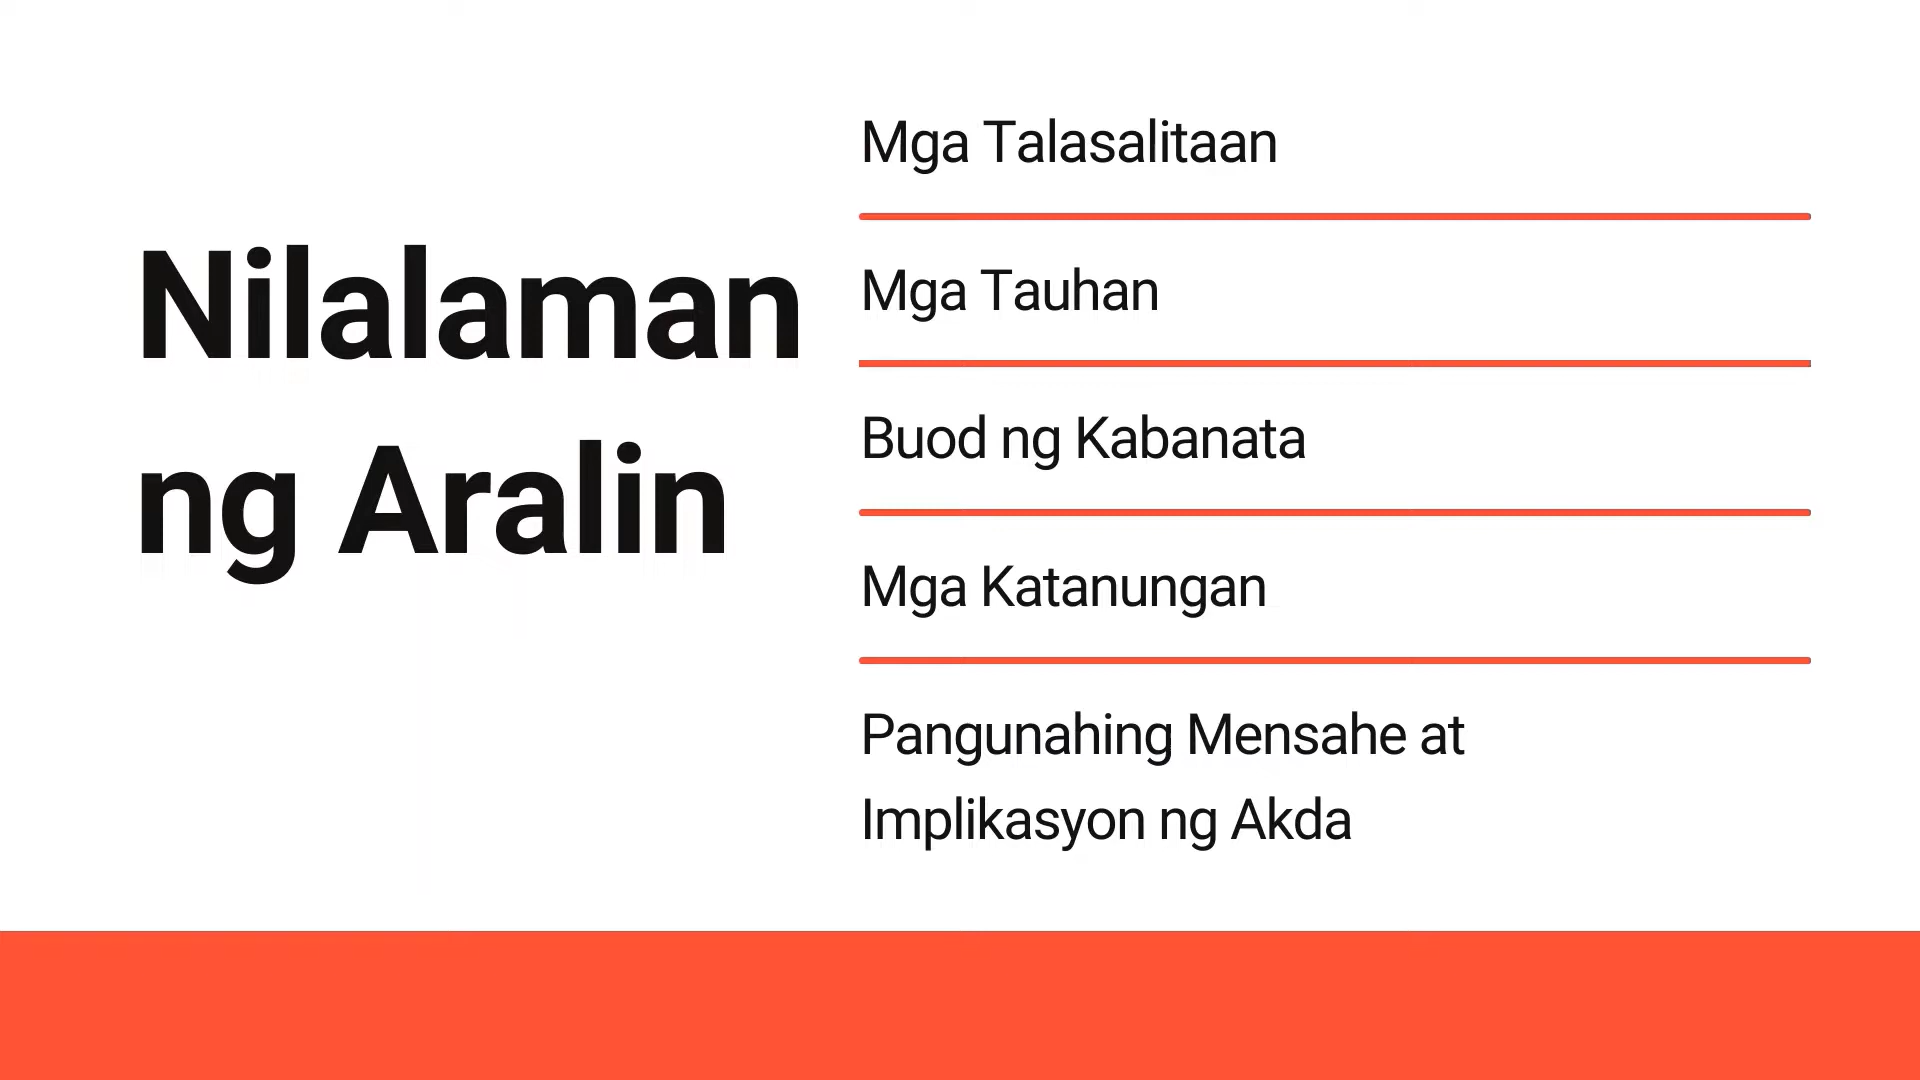 Nilalaman
ng Aralin
Mga Talasalitaan
Mga Tauhan
Buod ng Kabanata
Mga Katanungan
Pangunahing Mensahe at
Implikasyon ng Akda